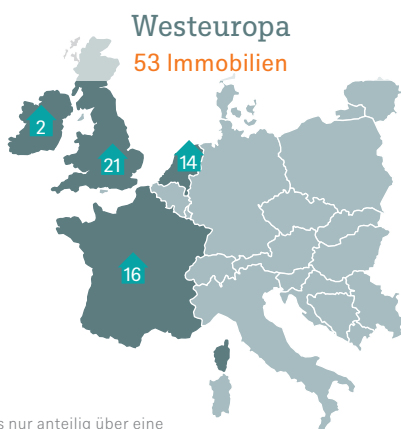 Westeuropa
53 Immobilien
2
21
14
16
s nur anteilig über eine